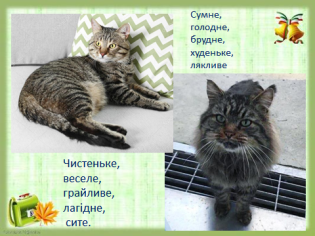 Сумне,
голодне,
брудне,
худеньке,
лякливе
Чистеньке,
веселе,
грайливе,
лагідне,
сите.